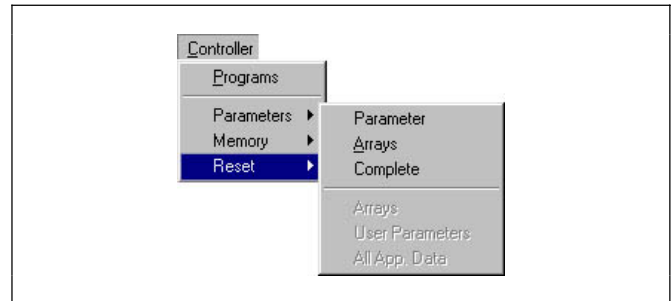 Controller
Programs
Parameters
Memory
Reset
Parameter
Arrays
Complete
Arrays
User Parameters
All App. Data